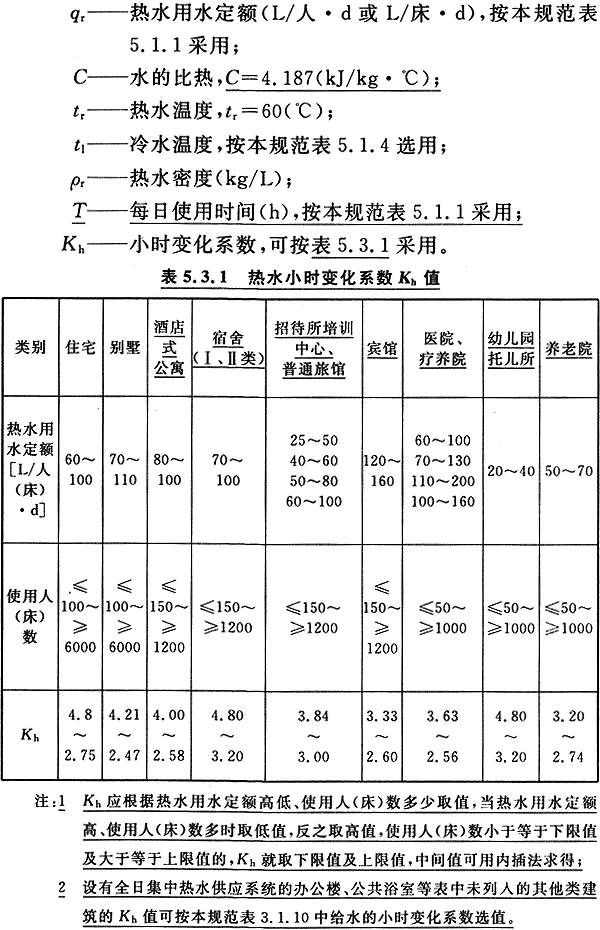 qr——热水用水定额(L/人·d或L/床·d),按本规范表
5.1.1采用;
C——水的比热,C=4.187(kJ/kg·℃);
tr——热水温度,tr=60(℃);
tl——冷水温度,按本规范表5.1.4选用;
ρr——热水密度(kg/L);
T——每日使用时间(h),按本规范表5.1.1采用;
Kh——小时变化系数,可按表5.3.1采用。
表5.3.1 热水小时变化系数Kh值
类别 住宅 别墅 酒店式公寓 宿舍(Ⅰ、Ⅱ类) 招待所培训中心、普通旅馆 宾馆 医院、疗养院 幼儿园托儿所 养老院
热水用水定额[L/人(床)·d] 60~100 70~110 80~100 70~100 25~50 40~60 50~80 60~100 120~160 60~100 70~130 110~200 100~160 20~40 50~70
使用人(床)数 ≤100~≥6000 ≤100~≥6000 ≤150~≥1200 ≤150~≥1200 ≤150~≥1200 ≤150~≥1200 ≤50~≥1000 ≤50~≥1000 ≤50~≥1000
Kh 4.8~2.75 4.21~2.47 4.00~2.58 4.80~3.20 3.84~3.00 3.33~2.60 3.63~2.56 4.80~3.20 3.20~2.74
注:1 Kh应根据热水用水定额高低、使用人(床)数多少取值,当热水用水定额
高、使用人(床)数多时取低值,反之取高值,使用人(床)数小于等于下限值
及大于等于上限值的,Kh就取下限值及上限值,中间值可用内插法求得;
2 设有全日集中热水供应系统的办公楼、公共浴室等表中未列入的其他类建
筑的Kh值可按本规范表3.1.10中给水的小时变化系数选值。